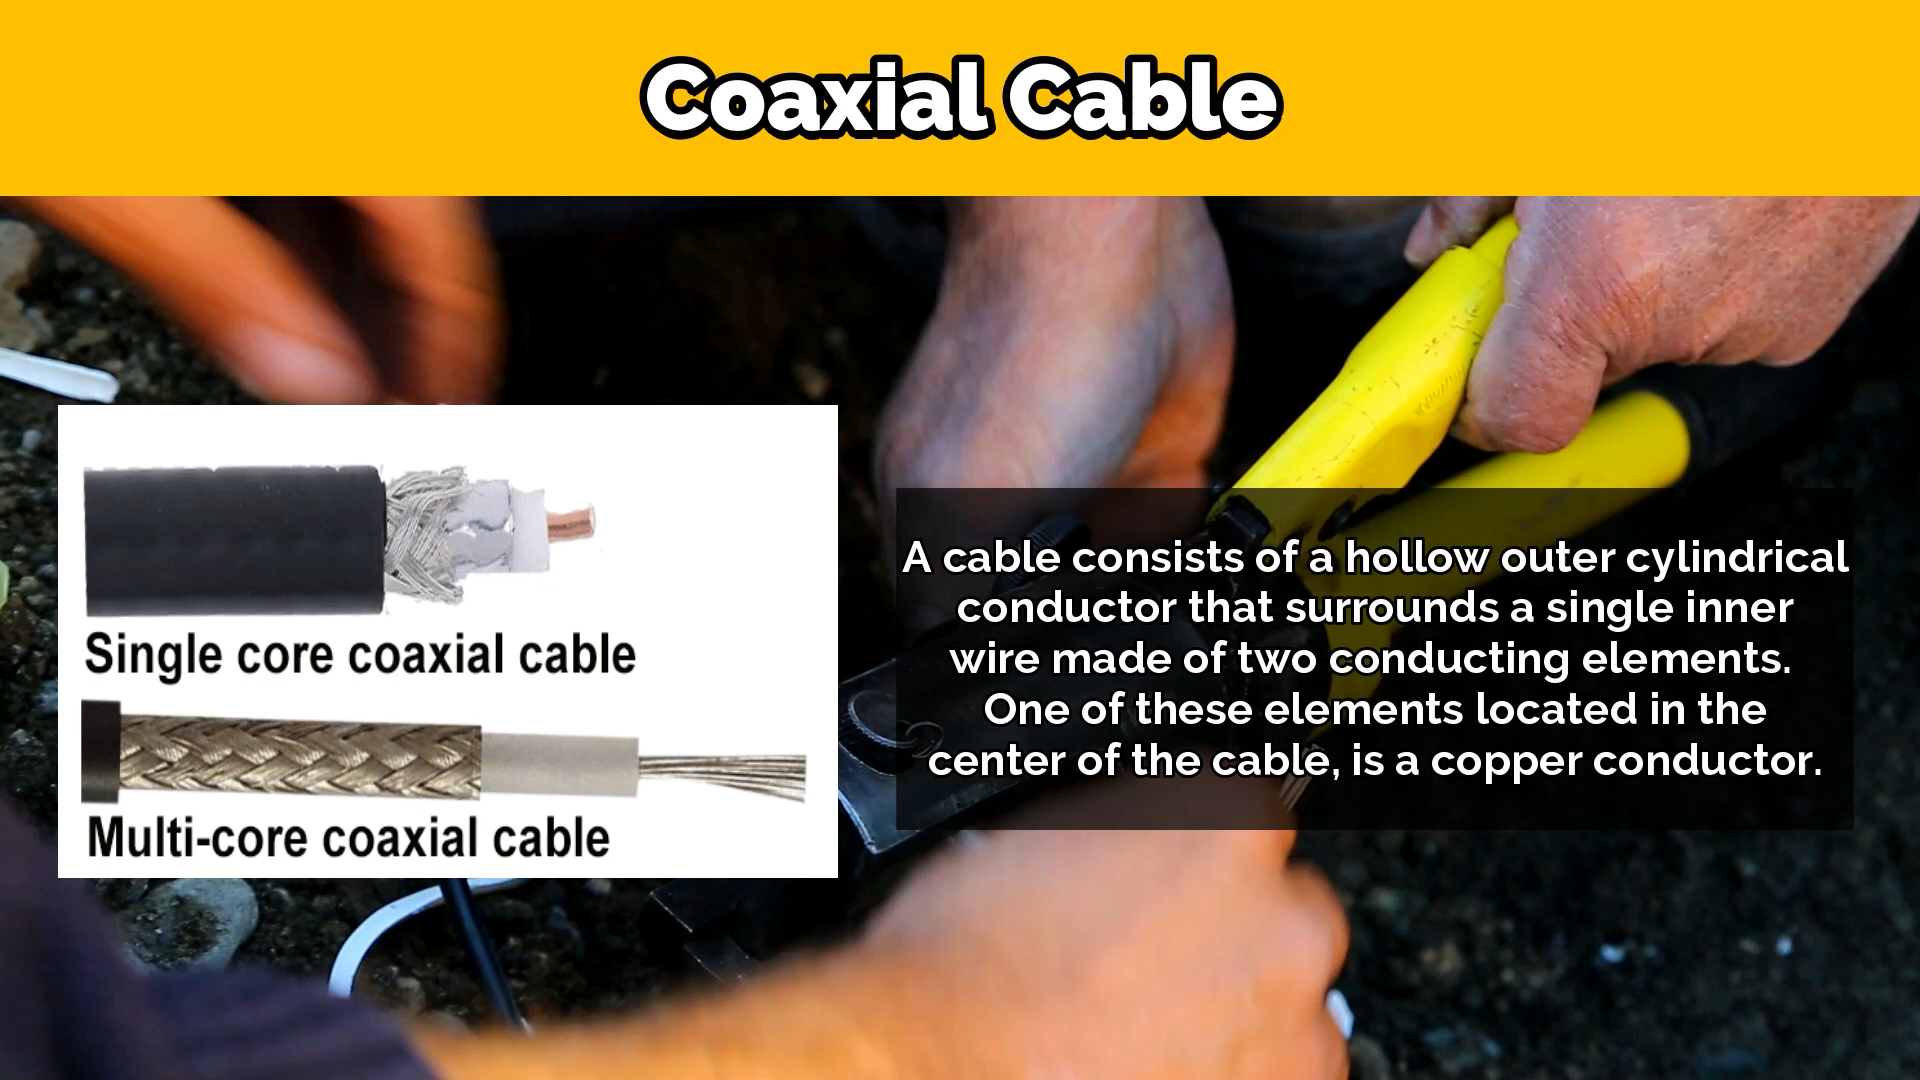 Coaxial Cable
Single core coaxial cable
Multi-core coaxial cable
A cable consists of a hollow outer cylindrical
conductor that surrounds a single inner
wire made of two conducting elements.
One of these elements located in the
center of the cable, is a copper conductor.